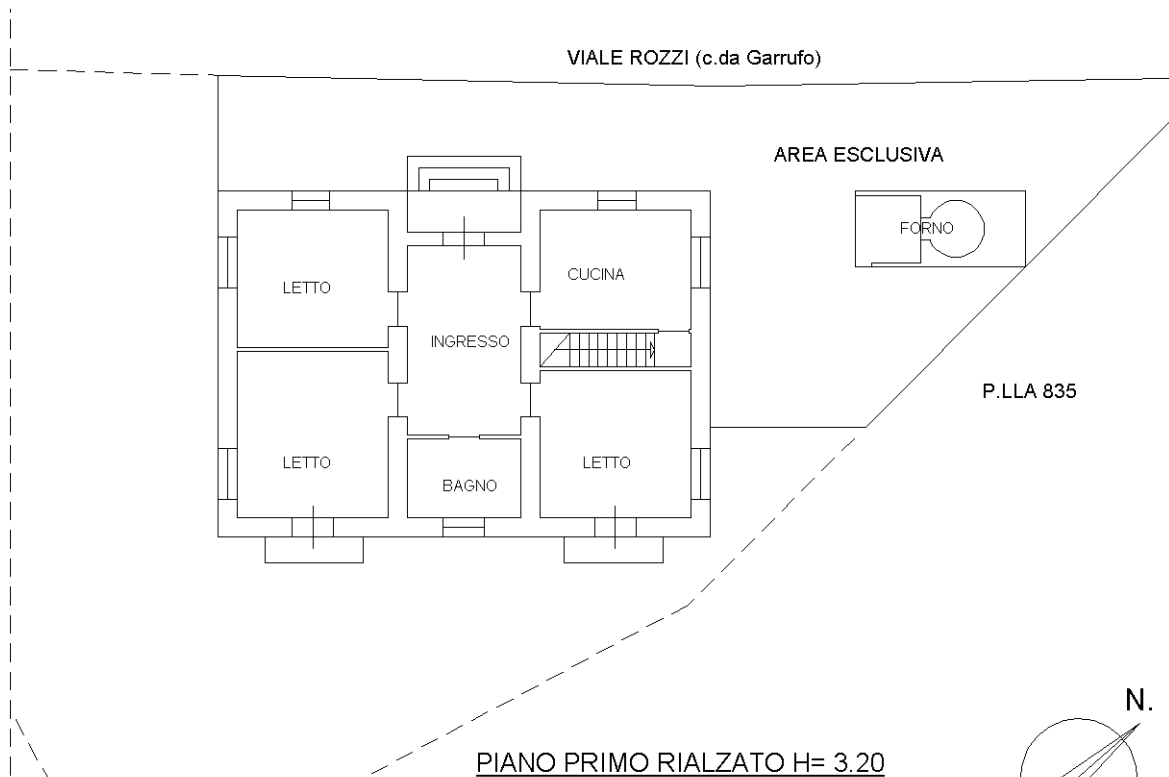 VIALE ROZZI (c.da Garrufo)
AREA ESCLUSIVA
FORNO
LETTO
CUCINA
INGRESSO
P.LLA 835
LETTO
BAGNO
LETTO
N.
PIANO PRIMO RIALZATO H= 3.20